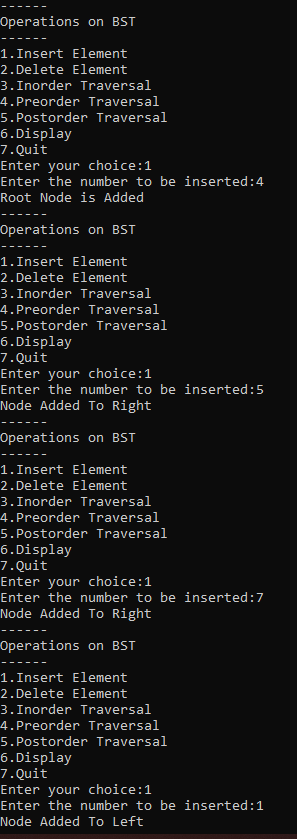 ------
Operations on BST
------
1.Insert Element
2.Delete Element
3.Inorder Traversal
4.Preorder Traversal
5.Postorder Traversal
6.Display
7.Quit
Enter your choice:1
Enter the number to be inserted:4
Root Node is Added
------
Operations on BST
------
1.Insert Element
2.Delete Element
3.Inorder Traversal
4.Preorder Traversal
5.Postorder Traversal
6.Display
7.Quit
Enter your choice:1
Enter the number to be inserted:5
Node Added To Right
------
Operations on BST
------
1.Insert Element
2.Delete Element
3.Inorder Traversal
4.Preorder Traversal
5.Postorder Traversal
6.Display
7.Quit
Enter your choice:1
Enter the number to be inserted:7
Node Added To Right
------
Operations on BST
------
1.Insert Element
2.Delete Element
3.Inorder Traversal
4.Preorder Traversal
5.Postorder Traversal
6.Display
7.Quit
Enter your choice:1
Enter the number to be inserted:1
Node Added To Left